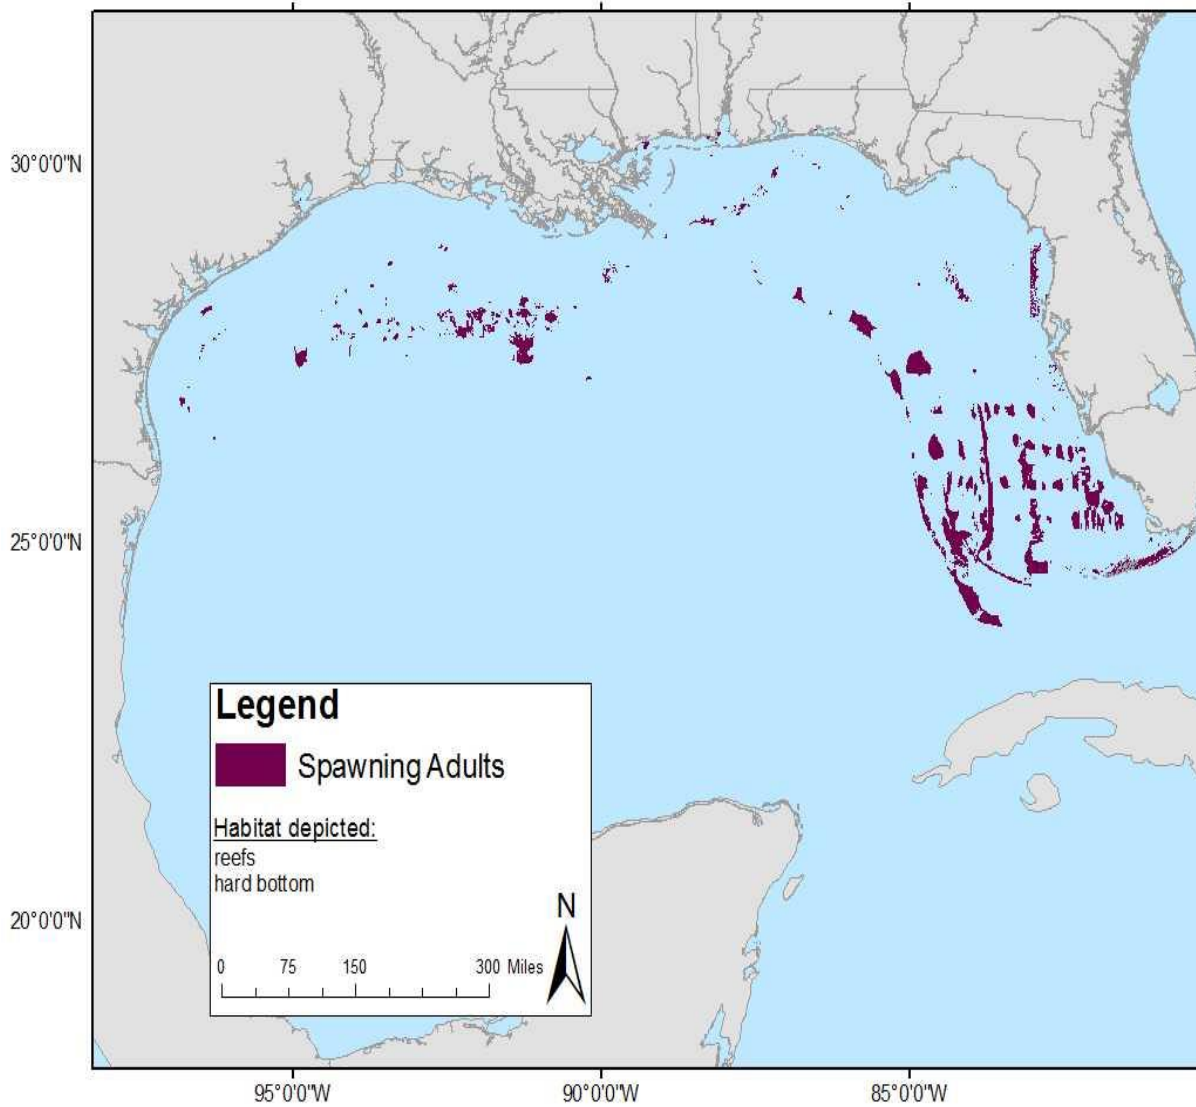 30°0'0"N
25°0'0"N
20°0'0"N
Legend
Spawning Adults
Habitat depicted:
reefs
hard bottom
N
0 75 150 300 Miles
95°0'0"W 90°0'0"W 85°0'0"W